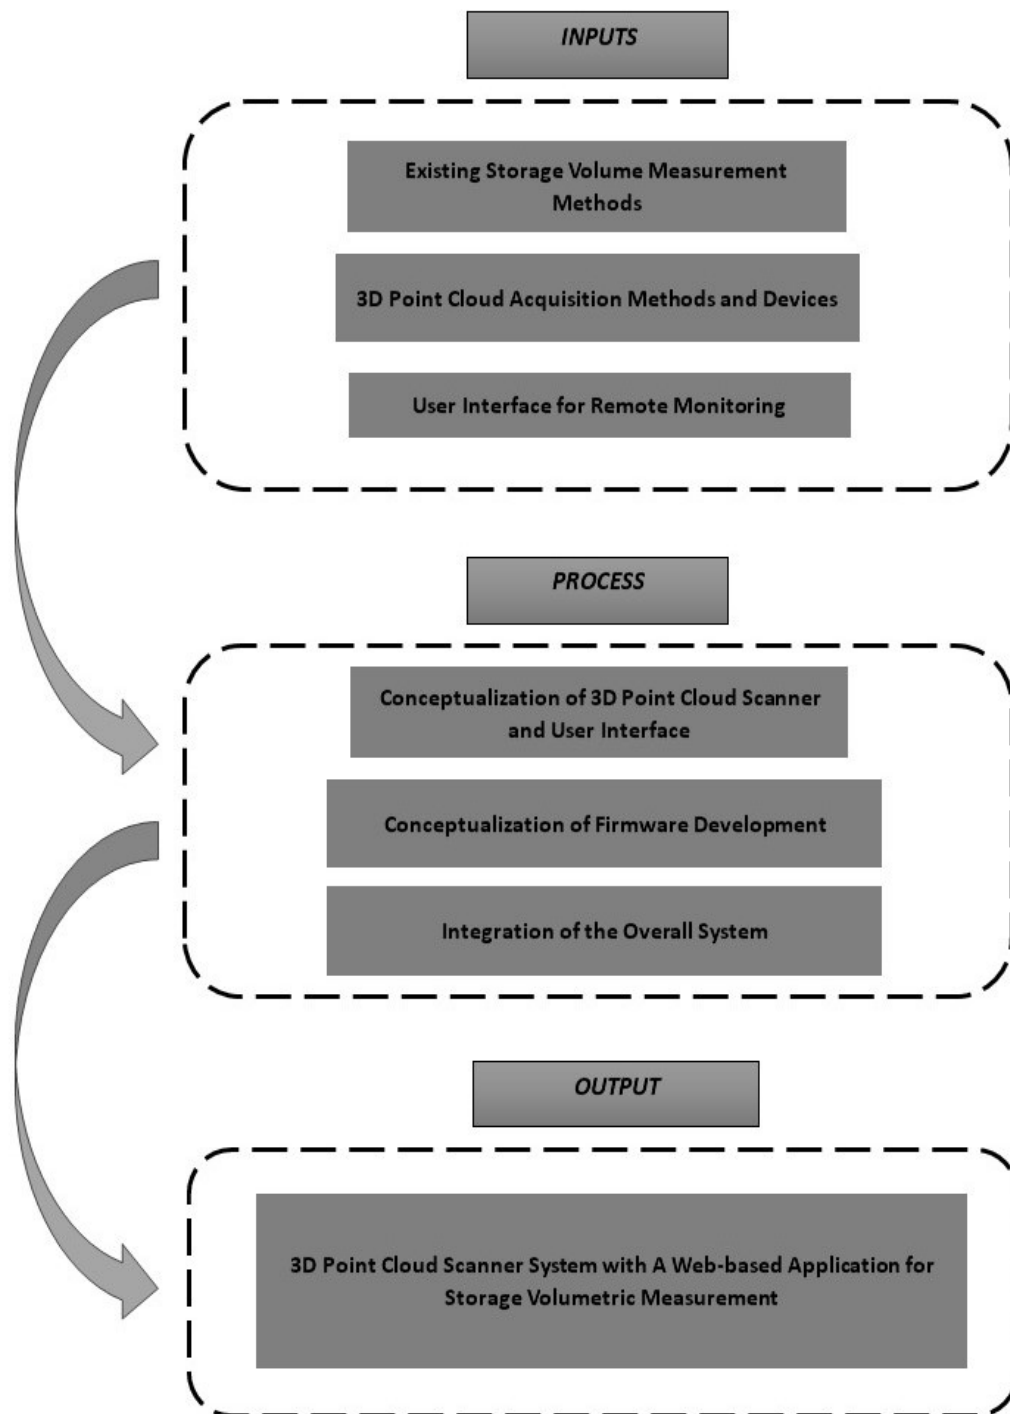 INPUTS
Existing Storage Volume Measurement
Methods
3D Point Cloud Acquisition Methods and Devices
User Interface for Remote Monitoring
PROCESS
Conceptualization of 3D Point Cloud Scanner
and User Interface
Conceptualization of Firmware Development
Integration of the Overall System
OUTPUT
3D Point Cloud Scanner System with A Web-based Application for
Storage Volumetric Measurement